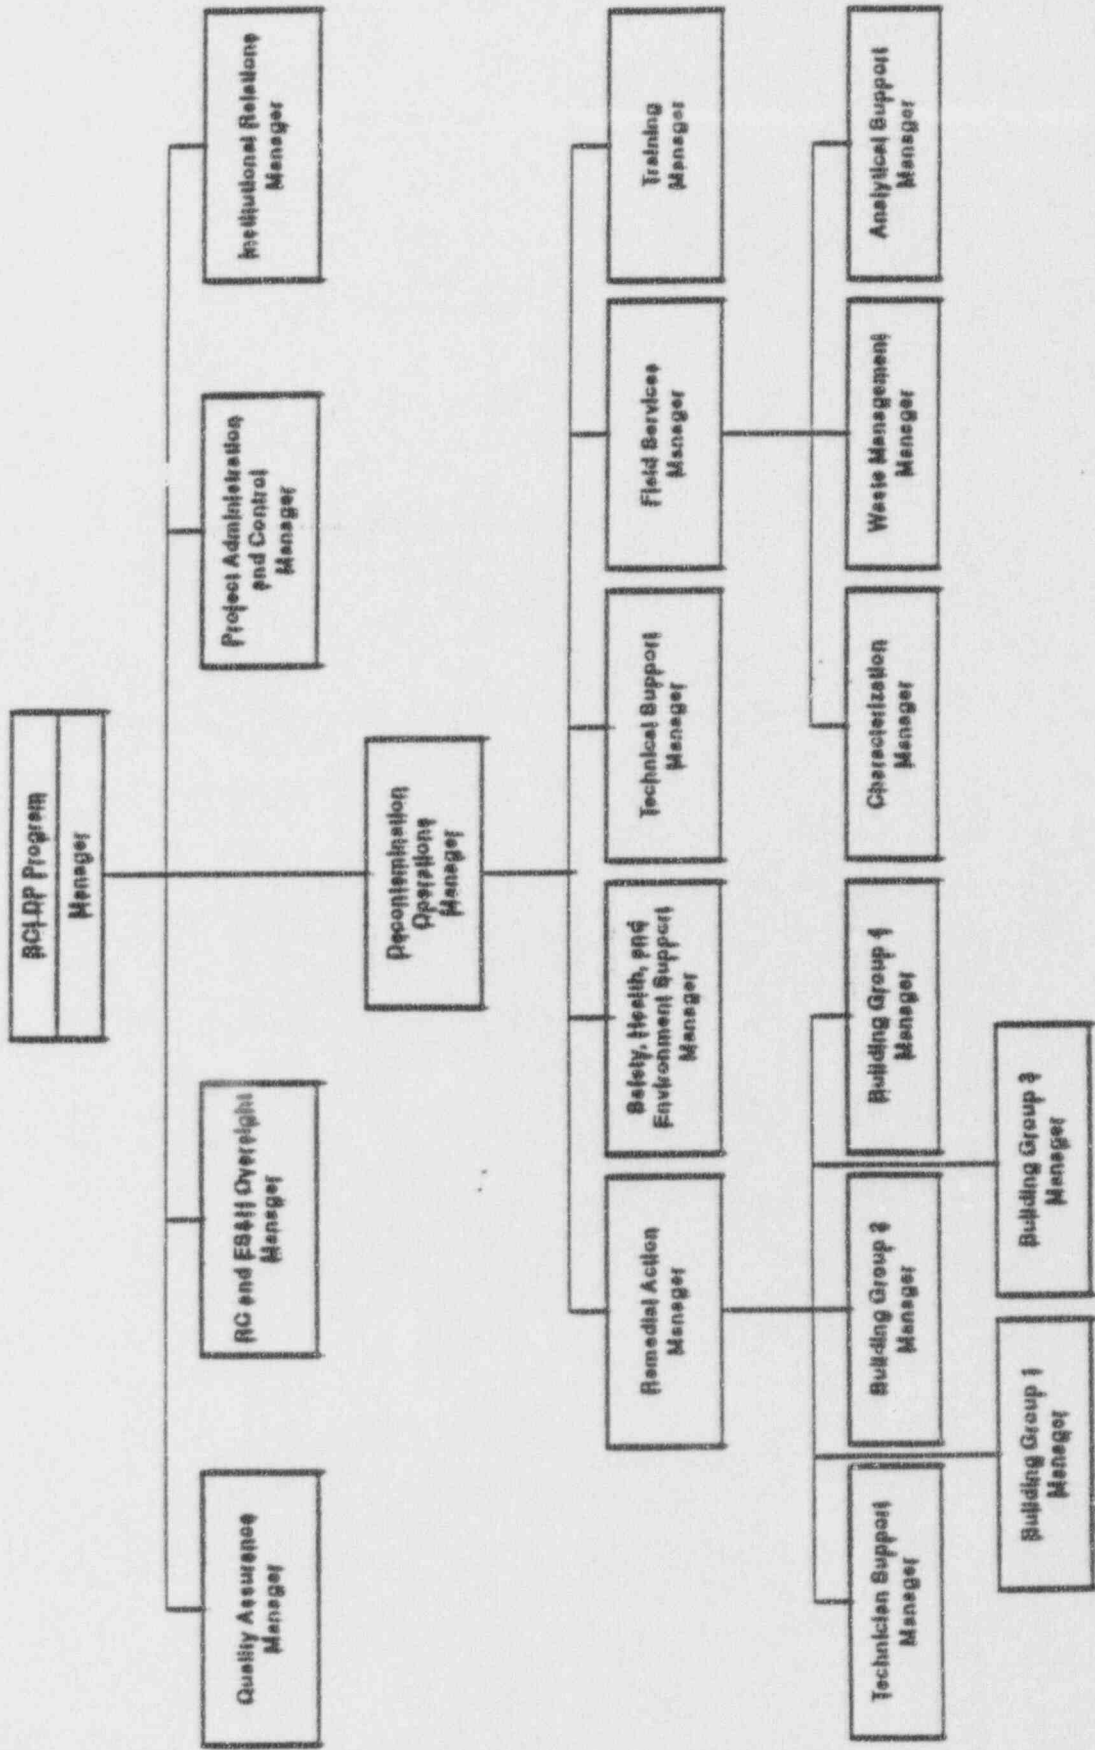 BCLDP Program
Manager
Quality Assurance
Manager
RC and ES&H Oversight
Manager
Project Administration
and Control
Manager
Institutional Relations
Manager
Decontamination
Operations
Manager
Remedial Action
Manager
Safety, Health, and
Environment Support
Manager
Technical Support
Manager
Field Services
Manager
Training
Manager
Technician Support
Manager
Building Group 2
Manager
Building Group 4
Manager
Characterization
Manager
Waste Management
Manager
Analytical Support
Manager
Building Group 1
Manager
Building Group 3
Manager